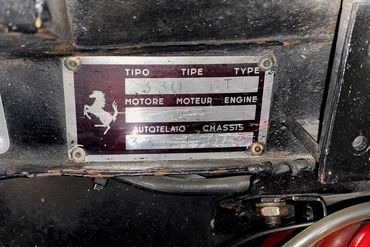 TIPO TIPE TYPE
330 GT
MOTORE MOTEUR ENGINE
AUTOTELAIO CHASSIS